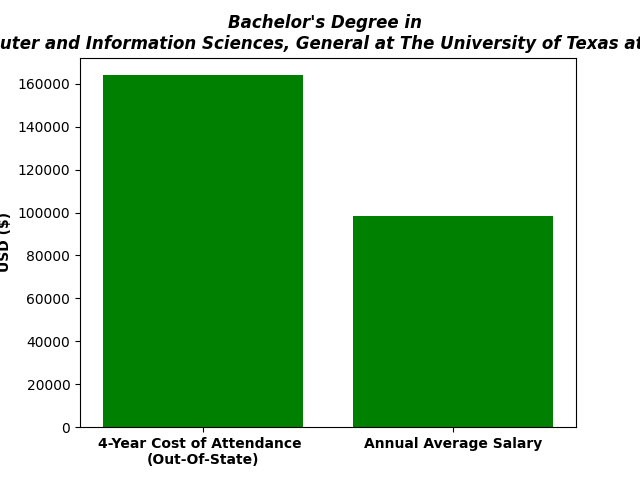 Bachelor's Degree in
uter and Information Sciences, General at The University of Texas at
160000
140000
120000
100000
80000
60000
40000
20000
0
USD ($)
4-Year Cost of Attendance
(Out-Of-State)
Annual Average Salary